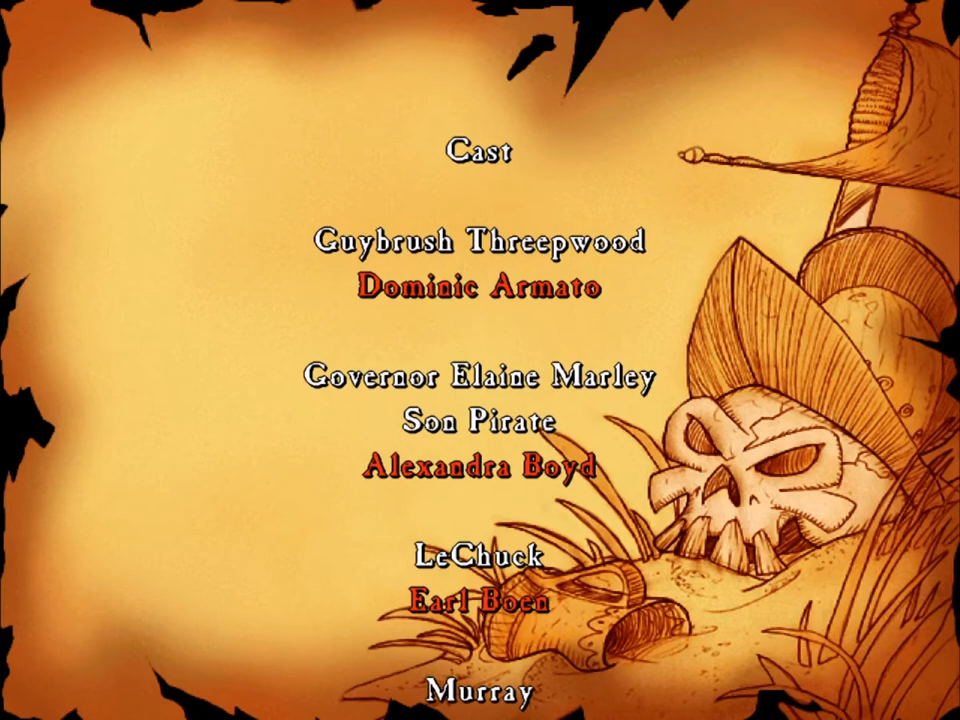 Cast
Guybrush Threepwood
Dominic Armato
Governor Elaine Marley
Son Pirate
Alexandra Boyd
LeChuck
Earl Boen
Murray